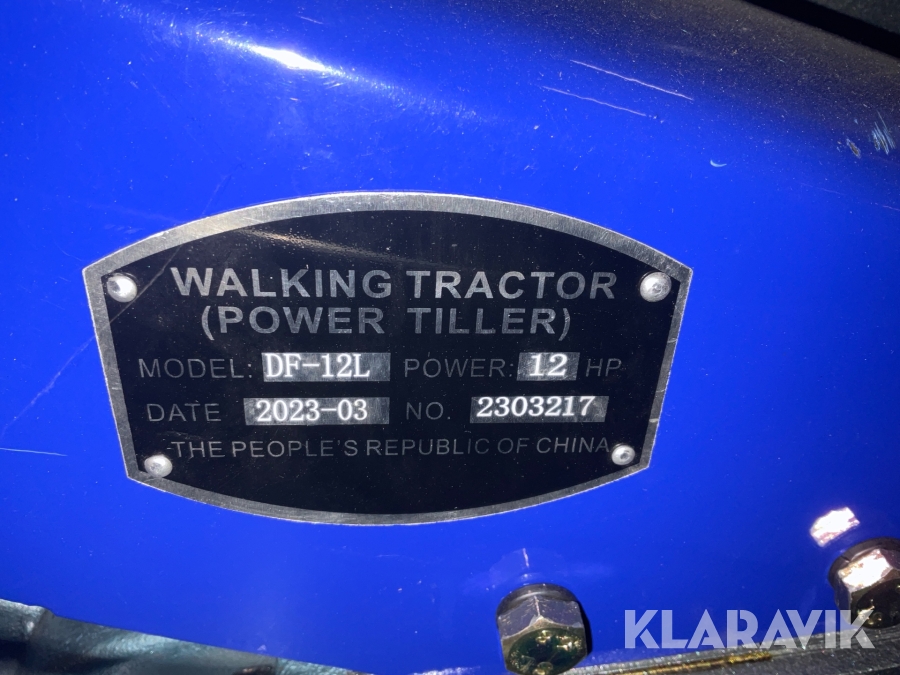 WALKING TRACTOR
(POWER TILLER)
MODEL: DF-12L POWER: 12 HP
DATE 2023-03 NO. 2303217
THE PEOPLE'S REPUBLIC OF CHINA
KLARAVIK